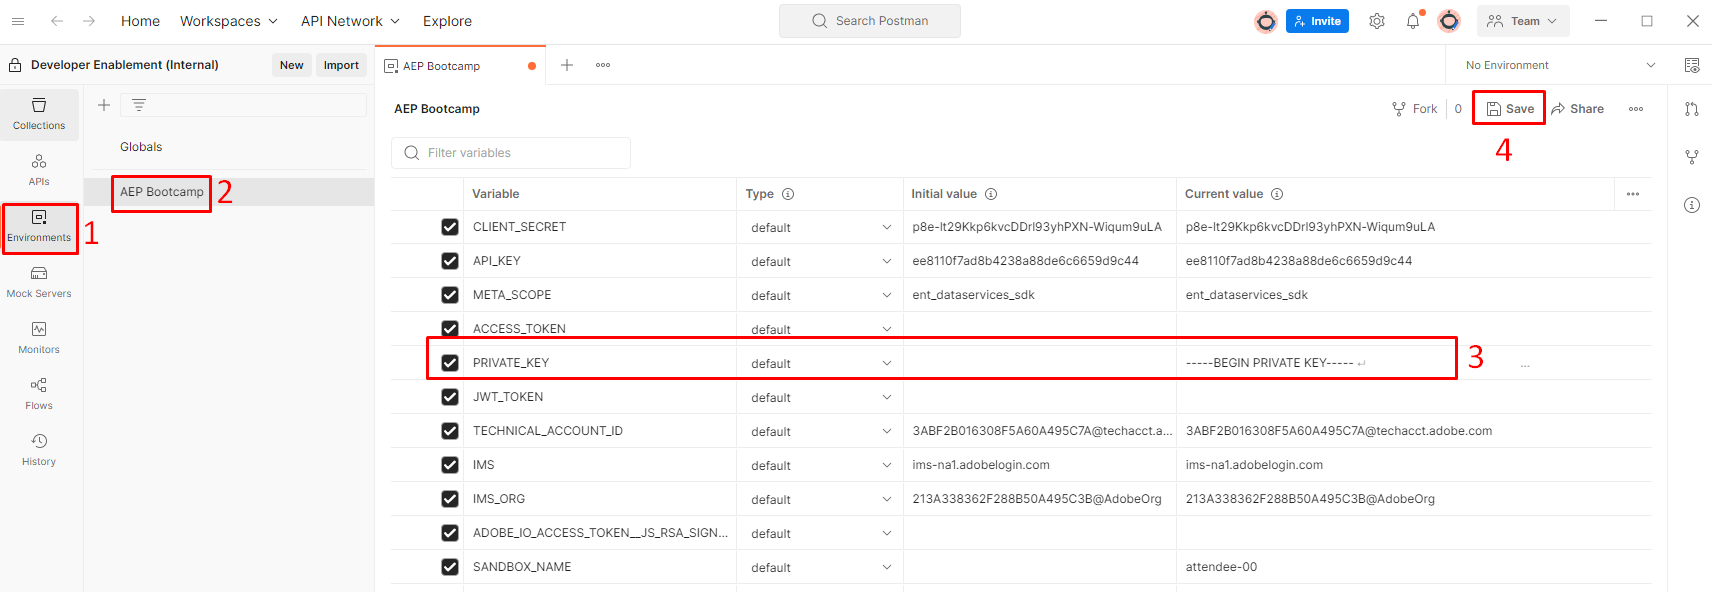 Home Workspaces API Network Explore Search Postman Invite Team
Developer Enablement (Internal) New Import AEP Bootcamp No Environment
Collections
APIs
Environments
Mock Servers
Monitors
Flows
History
1
Globals
AEP Bootcamp
2
AEP Bootcamp Fork 0 Save Share
4
Filter variables
Variable Type Initial value Current value
CLIENT_SECRET default p8e-It29Kkp6kvcDDrI93yhPXN-Wiqum9uLA p8e-It29Kkp6kvcDDrI93yhPXN-Wiqum9uLA
API_KEY default ee8110f7ad8b4238a88de6c6659d9c44 ee8110f7ad8b4238a88de6c6659d9c44
META_SCOPE default ent_dataservices_sdk ent_dataservices_sdk
ACCESS_TOKEN default
PRIVATE_KEY default -----BEGIN PRIVATE KEY----- ↵ ...
3
JWT_TOKEN default
TECHNICAL_ACCOUNT_ID default 3ABF2B016308F5A60A495C7A@techacct.a... 3ABF2B016308F5A60A495C7A@techacct.adobe.com
IMS default ims-na1.adobelogin.com ims-na1.adobelogin.com
IMS_ORG default 213A338362F288B50A495C3B@AdobeOrg 213A338362F288B50A495C3B@AdobeOrg
ADOBE_IO_ACCESS_TOKEN__JS_RSA_SIGN... default
SANDBOX_NAME default attendee-00